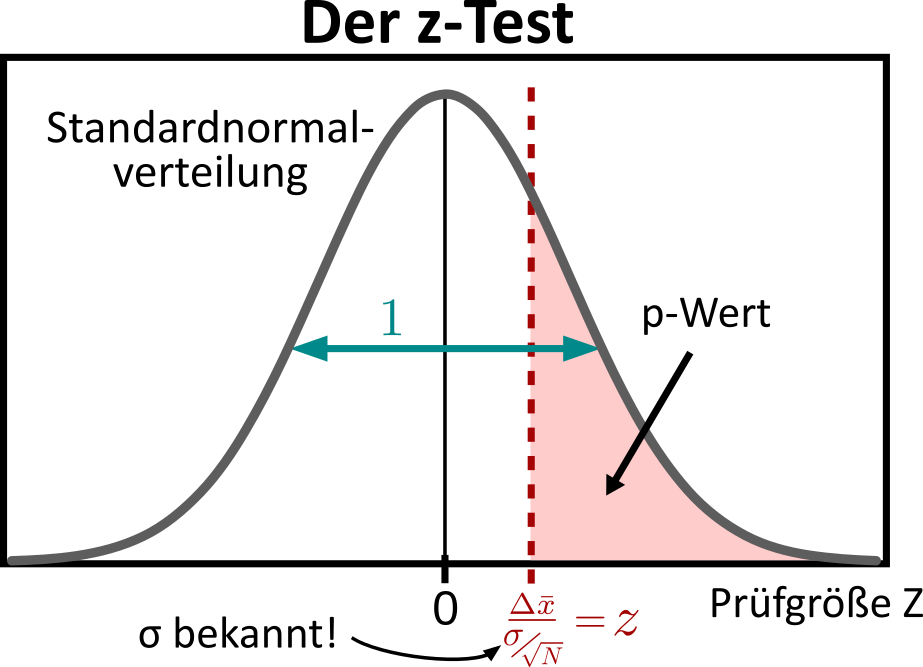 Der z-Test
Standardnormal-
verteilung
1
p-Wert
0
Prüfgröße Z
σ bekannt!
Δx̄
σ/√N = z